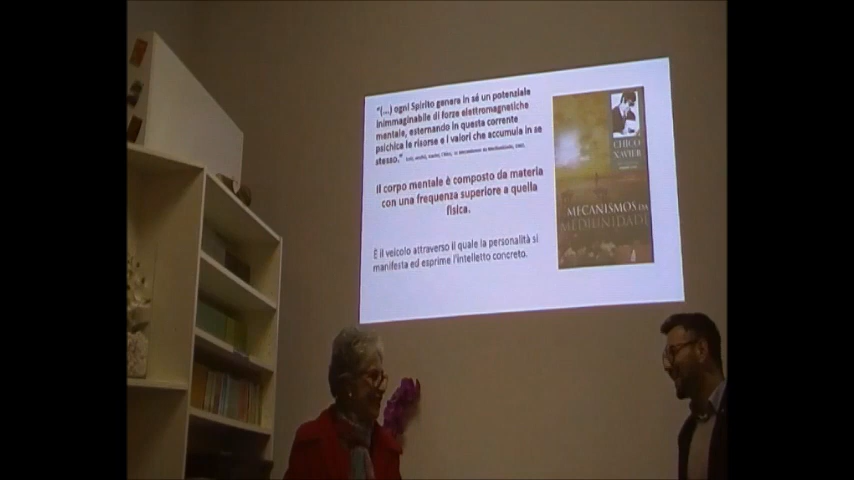 "(...) ogni Spirito genera in sé un potenziale
inimmaginabile di forze elettromagnetiche
mentale, esternando in questa corrente
psichica le risorse e i valori che accumula in se
stesso."
Il corpo mentale è composto da materia
con una frequenza superiore a quella
fisica.
È il veicolo attraverso il quale la personalità si
manifesta ed esprime l'intelletto concreto.
CHICO
XAVIER
MECANISMOS DA
MEDIUNIDADE